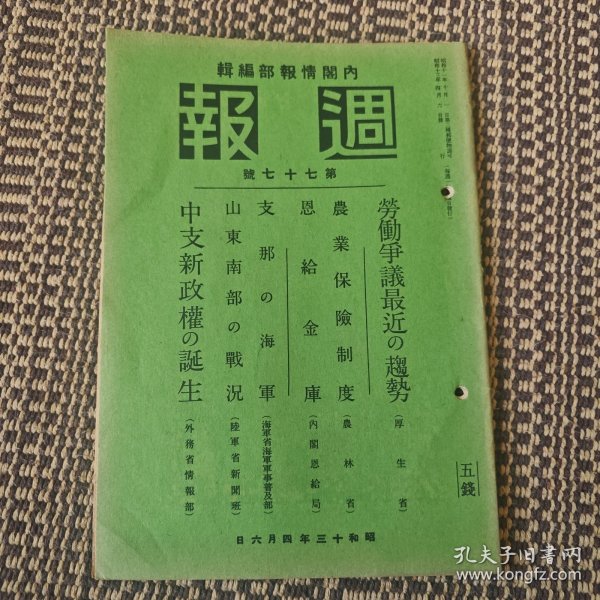 內閣情報部編輯
週報
第七十七號
勞働爭議最近の趨勢(厚生省)
農業保險制度(農林省)
恩給金庫(內閣恩給局)
支那の海軍(海軍省海軍軍事普及部)
山東南部の戰況(陸軍省新聞班)
中支新政權の誕生(外務省情報部)
五錢
昭和十三年四月六日
孔夫子旧书网
www.kongfz.com